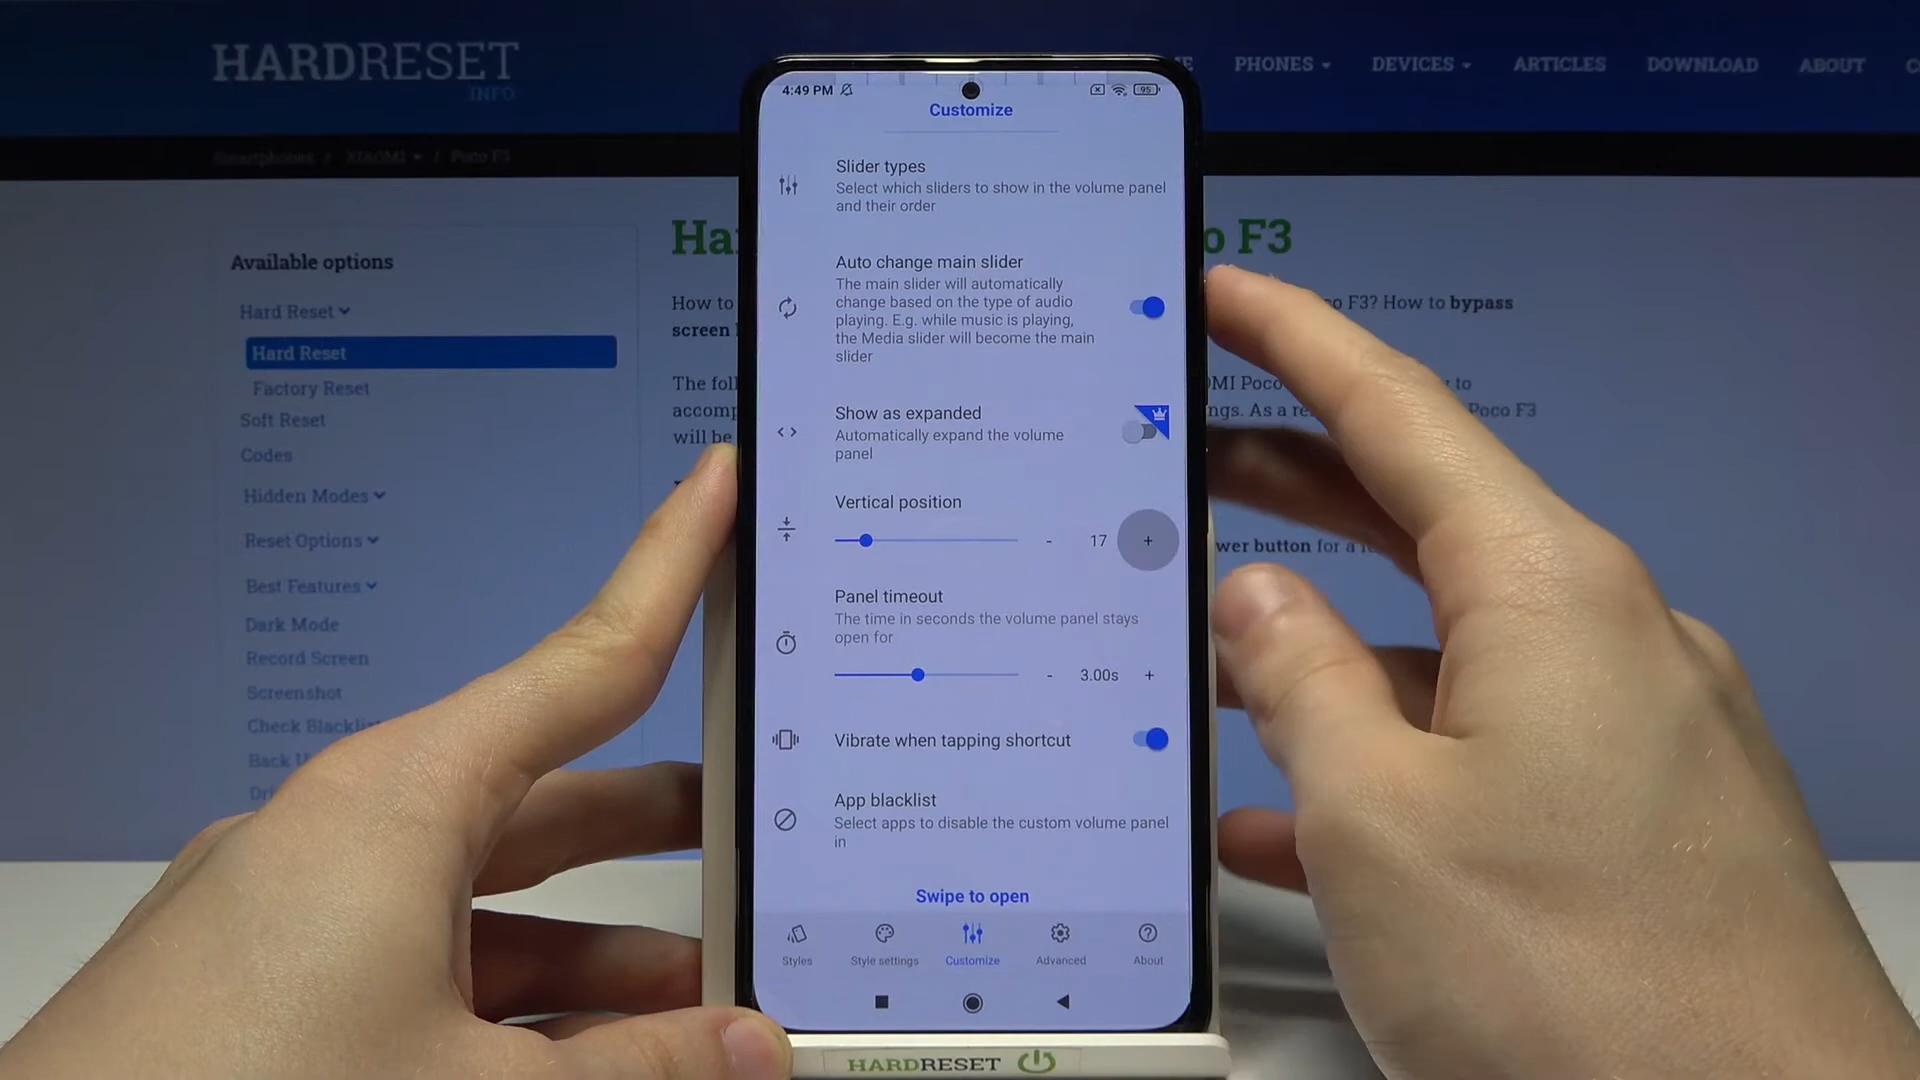 HARDRESET
INFO
PHONES
DEVICES
ARTICLES
DOWNLOAD
ABOUT
Smartphones / XIAOMI / Poco F3
Available options
Hard Reset
Hard Reset
Factory Reset
Soft Reset
Codes
Hidden Modes
Reset Options
Best Features
Dark Mode
Record Screen
Screenshot
Check Blacklist
Back U
How to
screen
The fol
accomp
will be
F3
co F3? How to bypass
MI Poco
to
ngs. As a re
Poco F3
wer button for a
4:49 PM
95
Customize
Slider types
Select which sliders to show in the volume panel
and their order
Auto change main slider
The main slider will automatically
change based on the type of audio
playing. E.g. while music is playing,
the Media slider will become the main
slider
Show as expanded
Automatically expand the volume
panel
Vertical position
- 17 +
Panel timeout
The time in seconds the volume panel stays
open for
- 3.00s +
Vibrate when tapping shortcut
App blacklist
Select apps to disable the custom volume panel
in
Swipe to open
Styles
Style settings
Customize
Advanced
About
HARDRESET